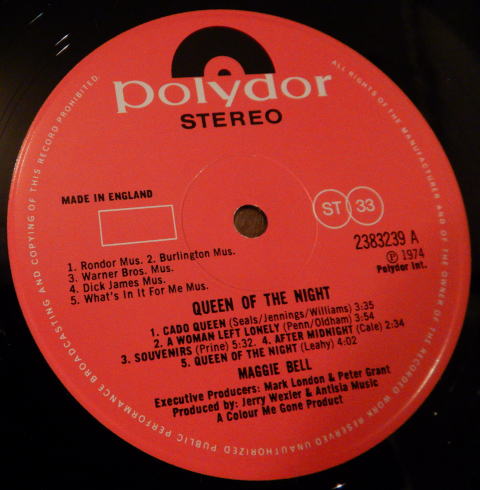 polydor
STEREO
MADE IN ENGLAND
ST 33
2383239 A
Ⓟ 1974
Polydor Int.
1. Rondor Mus. 2. Burlington Mus.
3. Warner Bros. Mus.
4. Dick James Mus.
5. What's In It For Me Mus.
QUEEN OF THE NIGHT
1. CADO QUEEN (Seals/Jennings/Williams) 3:35
2. A WOMAN LEFT LONELY (Penn/Oldham) 3:54
3. SOUVENIRS (Prine) 5:32. 4. AFTER MIDNIGHT (Cale) 2:34
5. QUEEN OF THE NIGHT (Leahy) 4:02
MAGGIE BELL
Executive Producers: Mark London & Peter Grant
Produced by: Jerry Wexler & Antisia Music
A Colour Me Gone Product
ALL RIGHTS OF THE MANUFACTURER AND OF THE OWNER OF THE RECORDED WORK RESERVED UNAUTHORIZED PUBLIC PERFORMANCE BROADCASTING AND COPYING OF THIS RECORD PROHIBITED